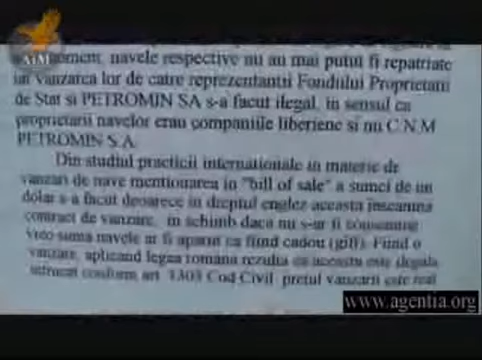 moment, navele respective nu au mai putut fi repatriate
iar vanzarea lor de catre reprezentantii Fondului Proprietatii
de Stat si PETROMIN SA s-a facut ilegal, in sensul ca
proprietarii navelor erau companiile liberiene si nu C.N.M
PETROMIN S.A.
Din studiul practicii internationale in materie de
vanzari de nave mentionarea in "bill of sale" a sumei de un
dolar s-a facut deoarece in dreptul englez aceasta inseamna
contract de vanzare, in schimb daca nu s-ar fi consemnat
vreo suma navele ar fi aparut ca fiind cadou (gift). Fiind o
vanzare, aplicand legea romana rezulta ca aceasta este ilegala
intrucat conform art. 1303 Cod Civil pretul vanzarii este real
www.agentia.org